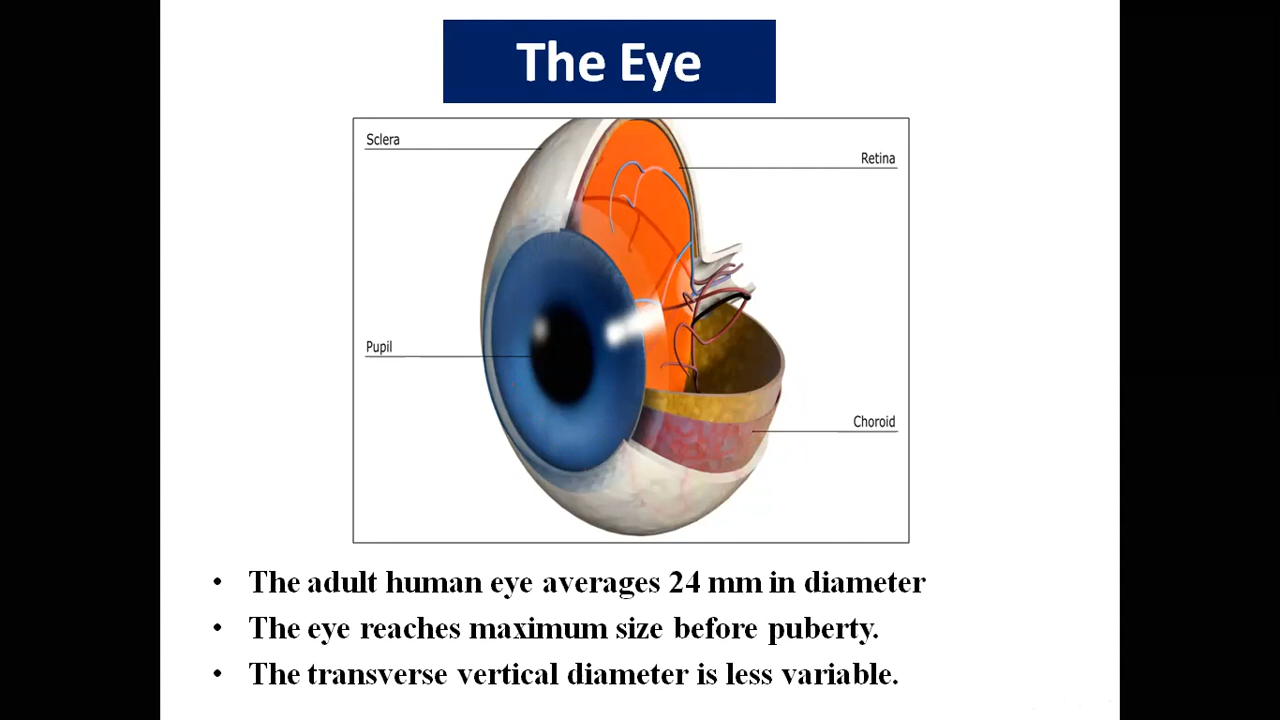 The Eye
Sclera
Retina
Pupil
Choroid
• The adult human eye averages 24 mm in diameter
• The eye reaches maximum size before puberty.
• The transverse vertical diameter is less variable.